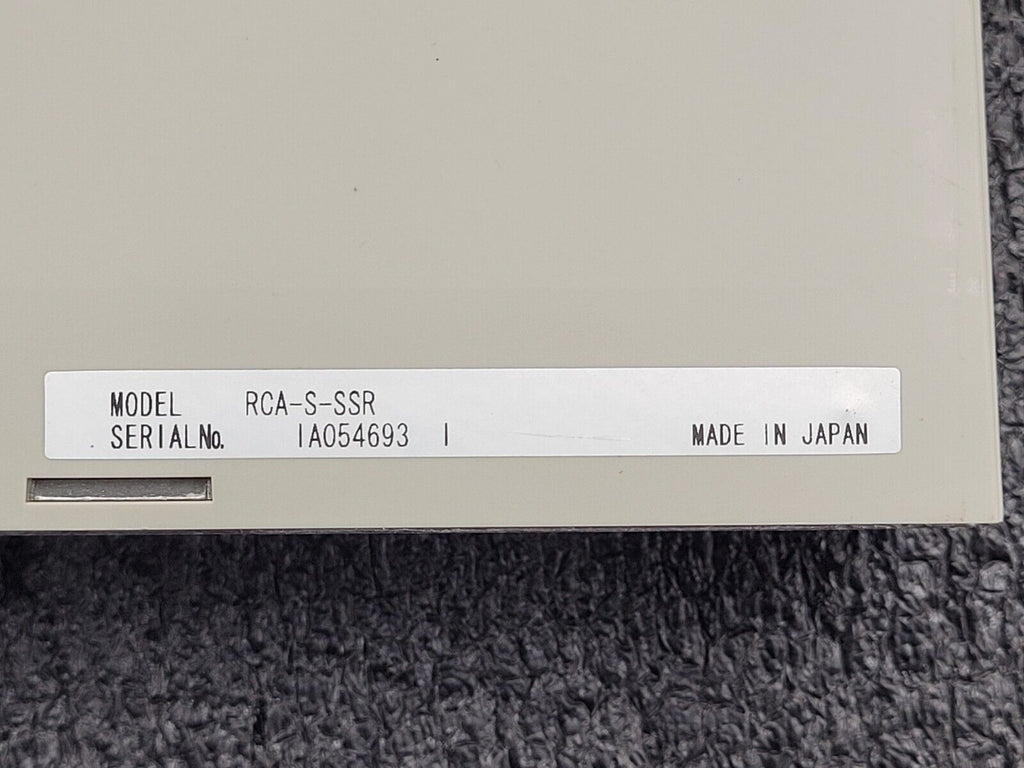 MODEL RCA-S-SSR
SERIALNo. IA054693 I
MADE IN JAPAN